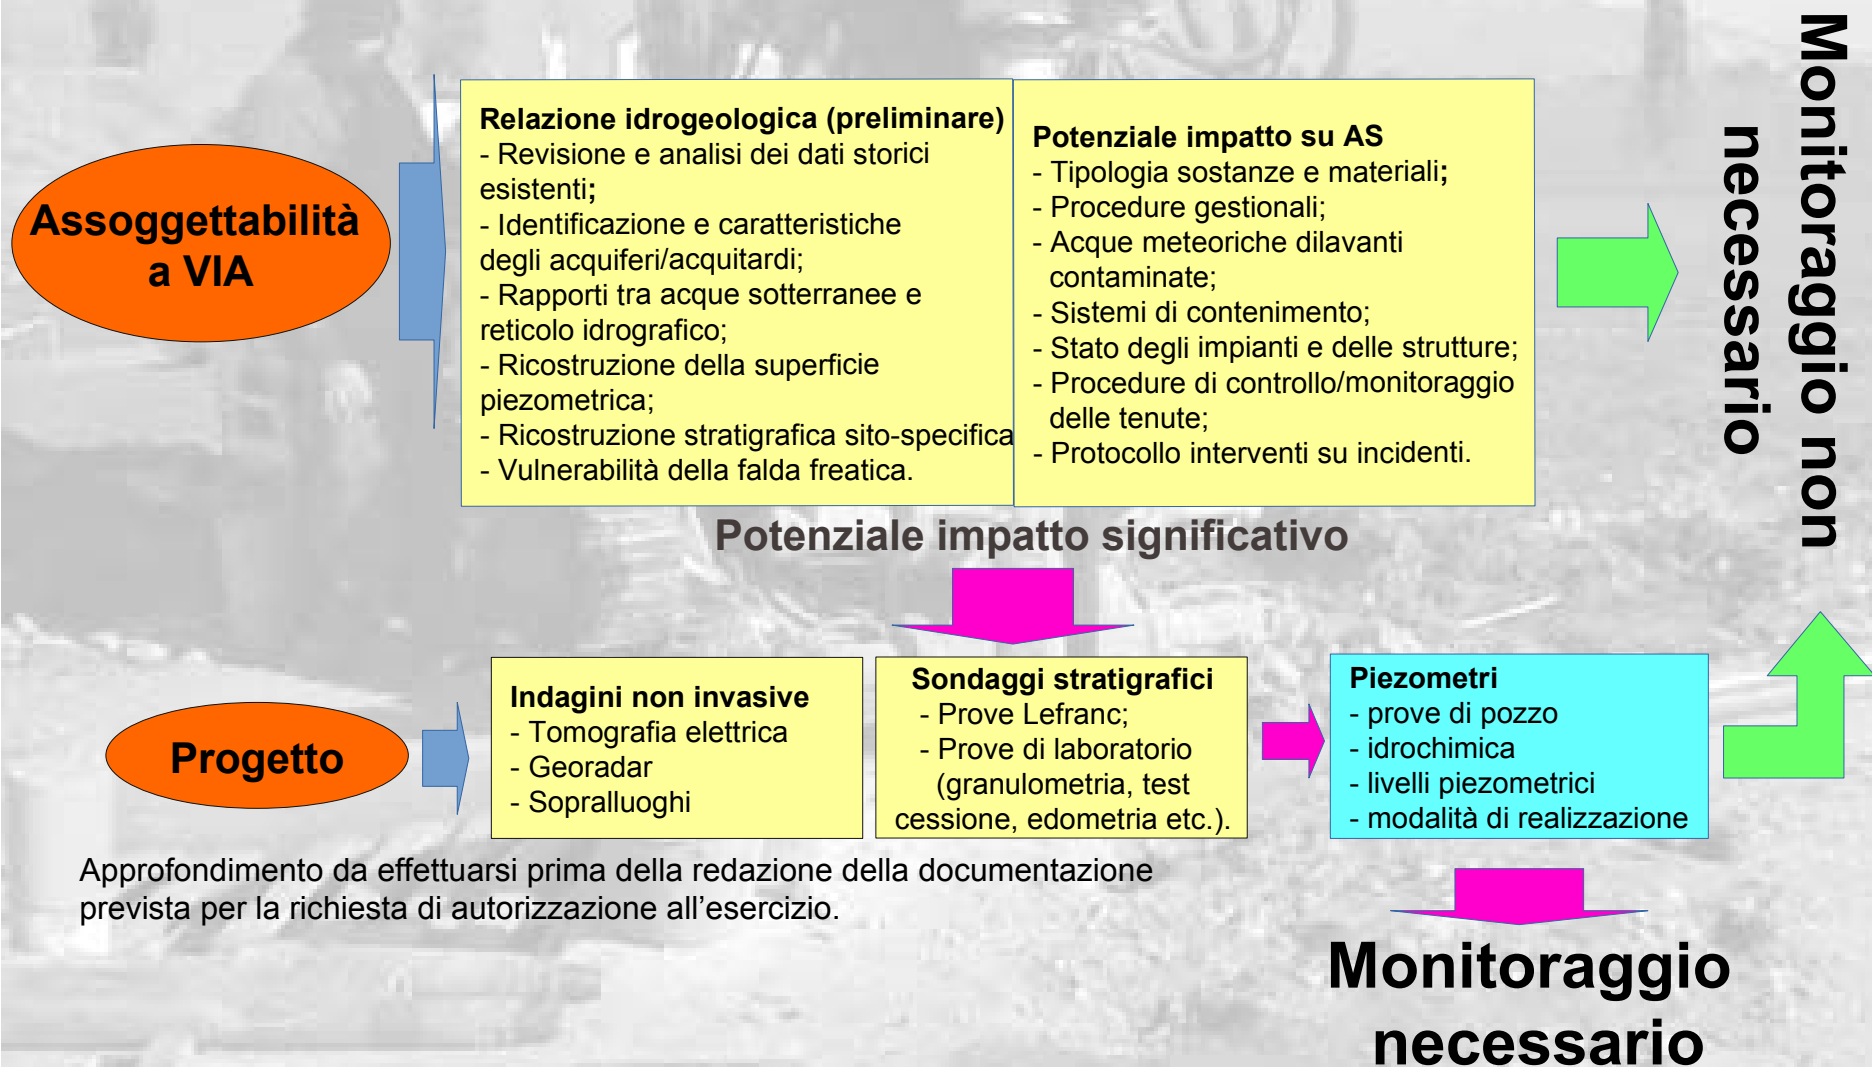 Assoggettabilità
a VIA
Relazione idrogeologica (preliminare)
- Revisione e analisi dei dati storici
esistenti;
- Identificazione e caratteristiche
degli acquiferi/acquitardi;
- Rapporti tra acque sotterranee e
reticolo idrografico;
- Ricostruzione della superficie
piezometrica;
- Ricostruzione stratigrafica sito-specifica
- Vulnerabilità della falda freatica.
Potenziale impatto su AS
- Tipologia sostanze e materiali;
- Procedure gestionali;
- Acque meteoriche dilavanti
contaminate;
- Sistemi di contenimento;
- Stato degli impianti e delle strutture;
- Procedure di controllo/monitoraggio
delle tenute;
- Protocollo interventi su incidenti.
Monitoraggio non
necessario
Potenziale impatto significativo
Progetto
Indagini non invasive
- Tomografia elettrica
- Georadar
- Sopralluoghi
Sondaggi stratigrafici
- Prove Lefranc;
- Prove di laboratorio
(granulometria, test
cessione, edometria etc.).
Piezometri
- prove di pozzo
- idrochimica
- livelli piezometrici
- modalità di realizzazione
Approfondimento da effettuarsi prima della redazione della documentazione
prevista per la richiesta di autorizzazione all'esercizio.
Monitoraggio
necessario